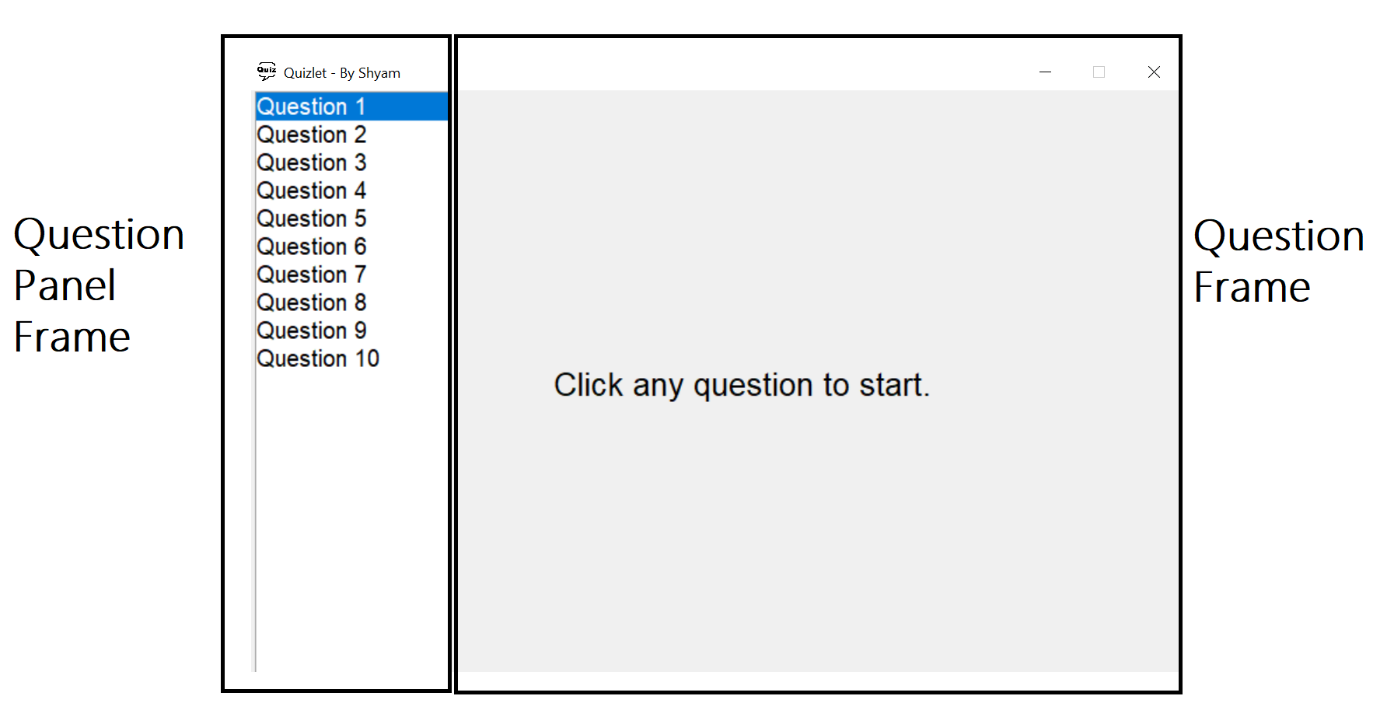 Question
Panel
Frame
Quiz
Quizlet - By Shyam
Question 1
Question 2
Question 3
Question 4
Question 5
Question 6
Question 7
Question 8
Question 9
Question 10
Click any question to start.
Question
Frame